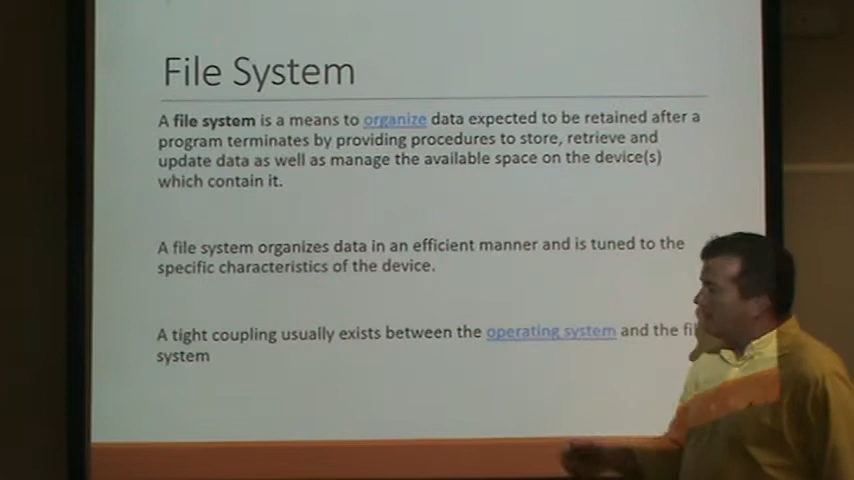 File System
A file system is a means to organize data expected to be retained after a
program terminates by providing procedures to store, retrieve and
update data as well as manage the available space on the device(s)
which contain it.
A file system organizes data in an efficient manner and is tuned to the
specific characteristics of the device.
A tight coupling usually exists between the operating system and the fil
system